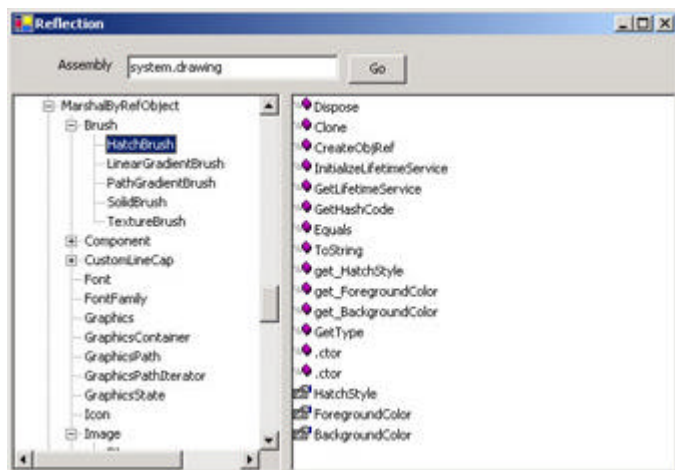 Reflection
Assembly system.drawing Go
MarshalByRefObject
Brush
HatchBrush
LinearGradientBrush
PathGradientBrush
SolidBrush
TextureBrush
Component
CustomLineCap
Font
FontFamily
Graphics
GraphicsContainer
GraphicsPath
GraphicsPathIterator
GraphicsState
Icon
Image
Dispose
Clone
CreateObjRef
InitializeLifetimeService
GetLifetimeService
GetHashCode
Equals
ToString
get_HatchStyle
get_ForegroundColor
get_BackgroundColor
GetType
.ctor
.ctor
HatchStyle
ForegroundColor
BackgroundColor